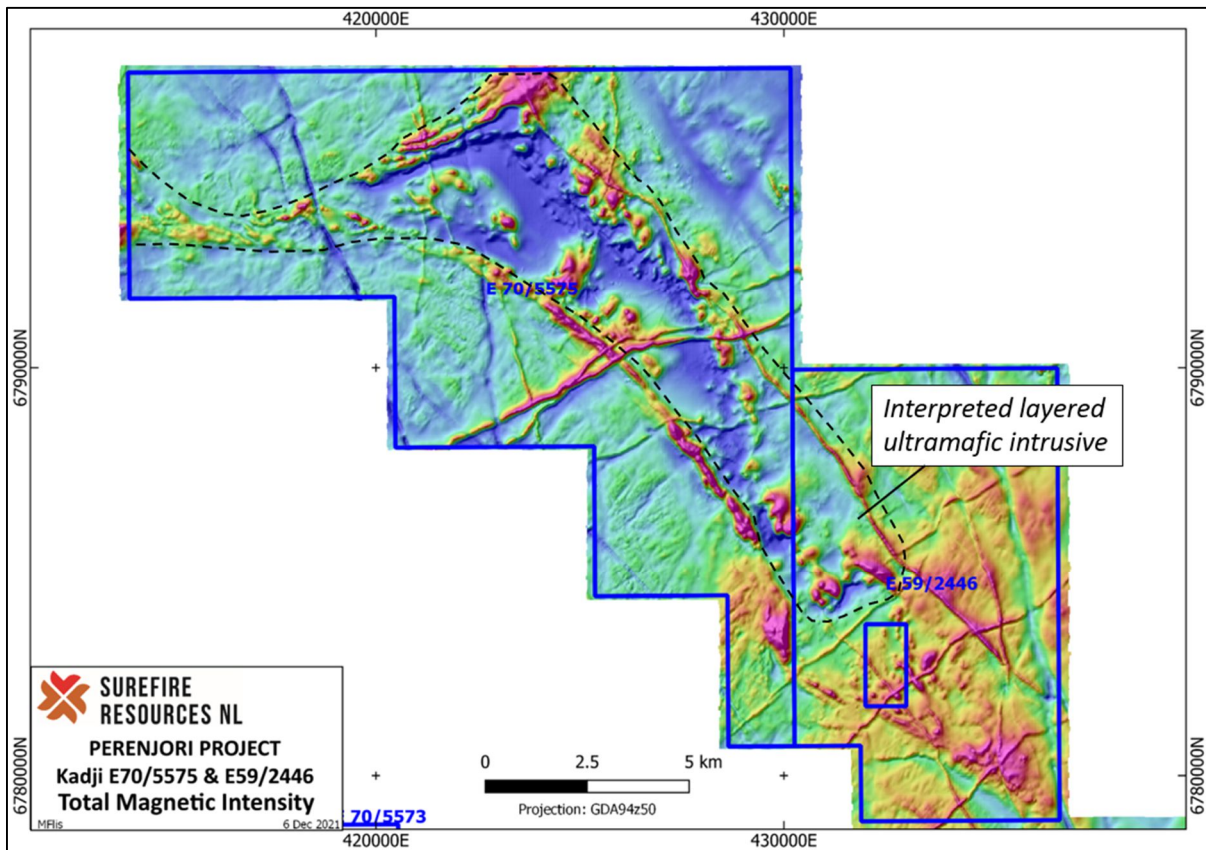 420000E
430000E
E 70/5575
6790000N
6790000N
Interpreted layered
ultramafic intrusive
E 59/2446
SUREFIRE
RESOURCES NL
PERENJORI PROJECT
Kadji E70/5575 & E59/2446
Total Magnetic Intensity
MFlis
6 Dec 2021
70/5573
0
2.5
5 km
Projection: GDA94z50
6780000N
6780000N
420000E
430000E